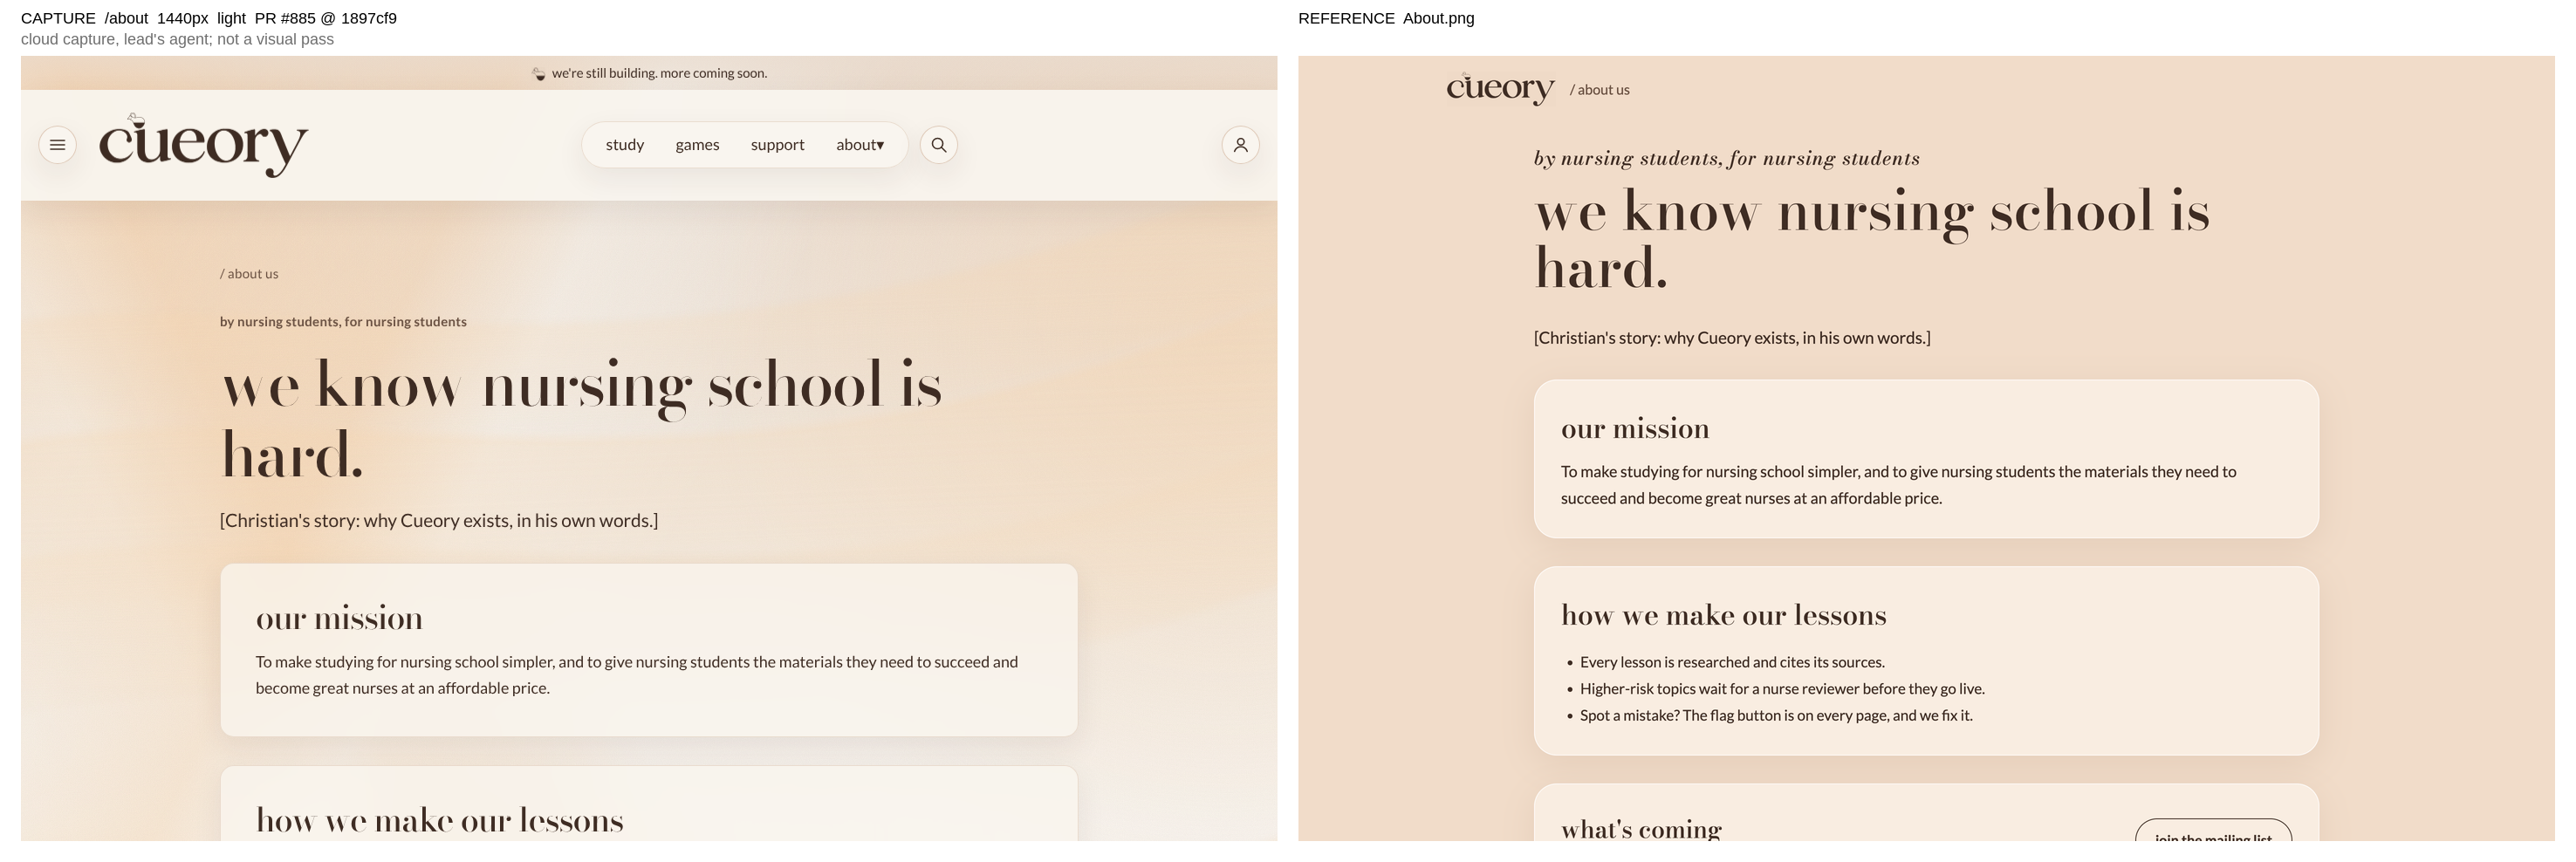 CAPTURE /about 1440px light PR #885 @ 1897cf9
cloud capture, lead's agent; not a visual pass
we're still building. more coming soon.
cueory
study games support about▾
/ about us
by nursing students, for nursing students
we know nursing school is
hard.
[Christian's story: why Cueory exists, in his own words.]
our mission
To make studying for nursing school simpler, and to give nursing students the materials they need to succeed and
become great nurses at an affordable price.
how we make our lessons
REFERENCE About.png
cueory / about us
by nursing students, for nursing students
we know nursing school is
hard.
[Christian's story: why Cueory exists, in his own words.]
our mission
To make studying for nursing school simpler, and to give nursing students the materials they need to
succeed and become great nurses at an affordable price.
how we make our lessons
• Every lesson is researched and cites its sources.
• Higher-risk topics wait for a nurse reviewer before they go live.
• Spot a mistake? The flag button is on every page, and we fix it.
what's coming
join the mailing list